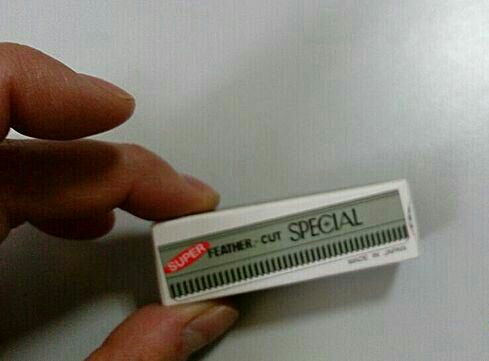 SUPER FEATHER-CUT SPECIAL
MADE IN JAPAN